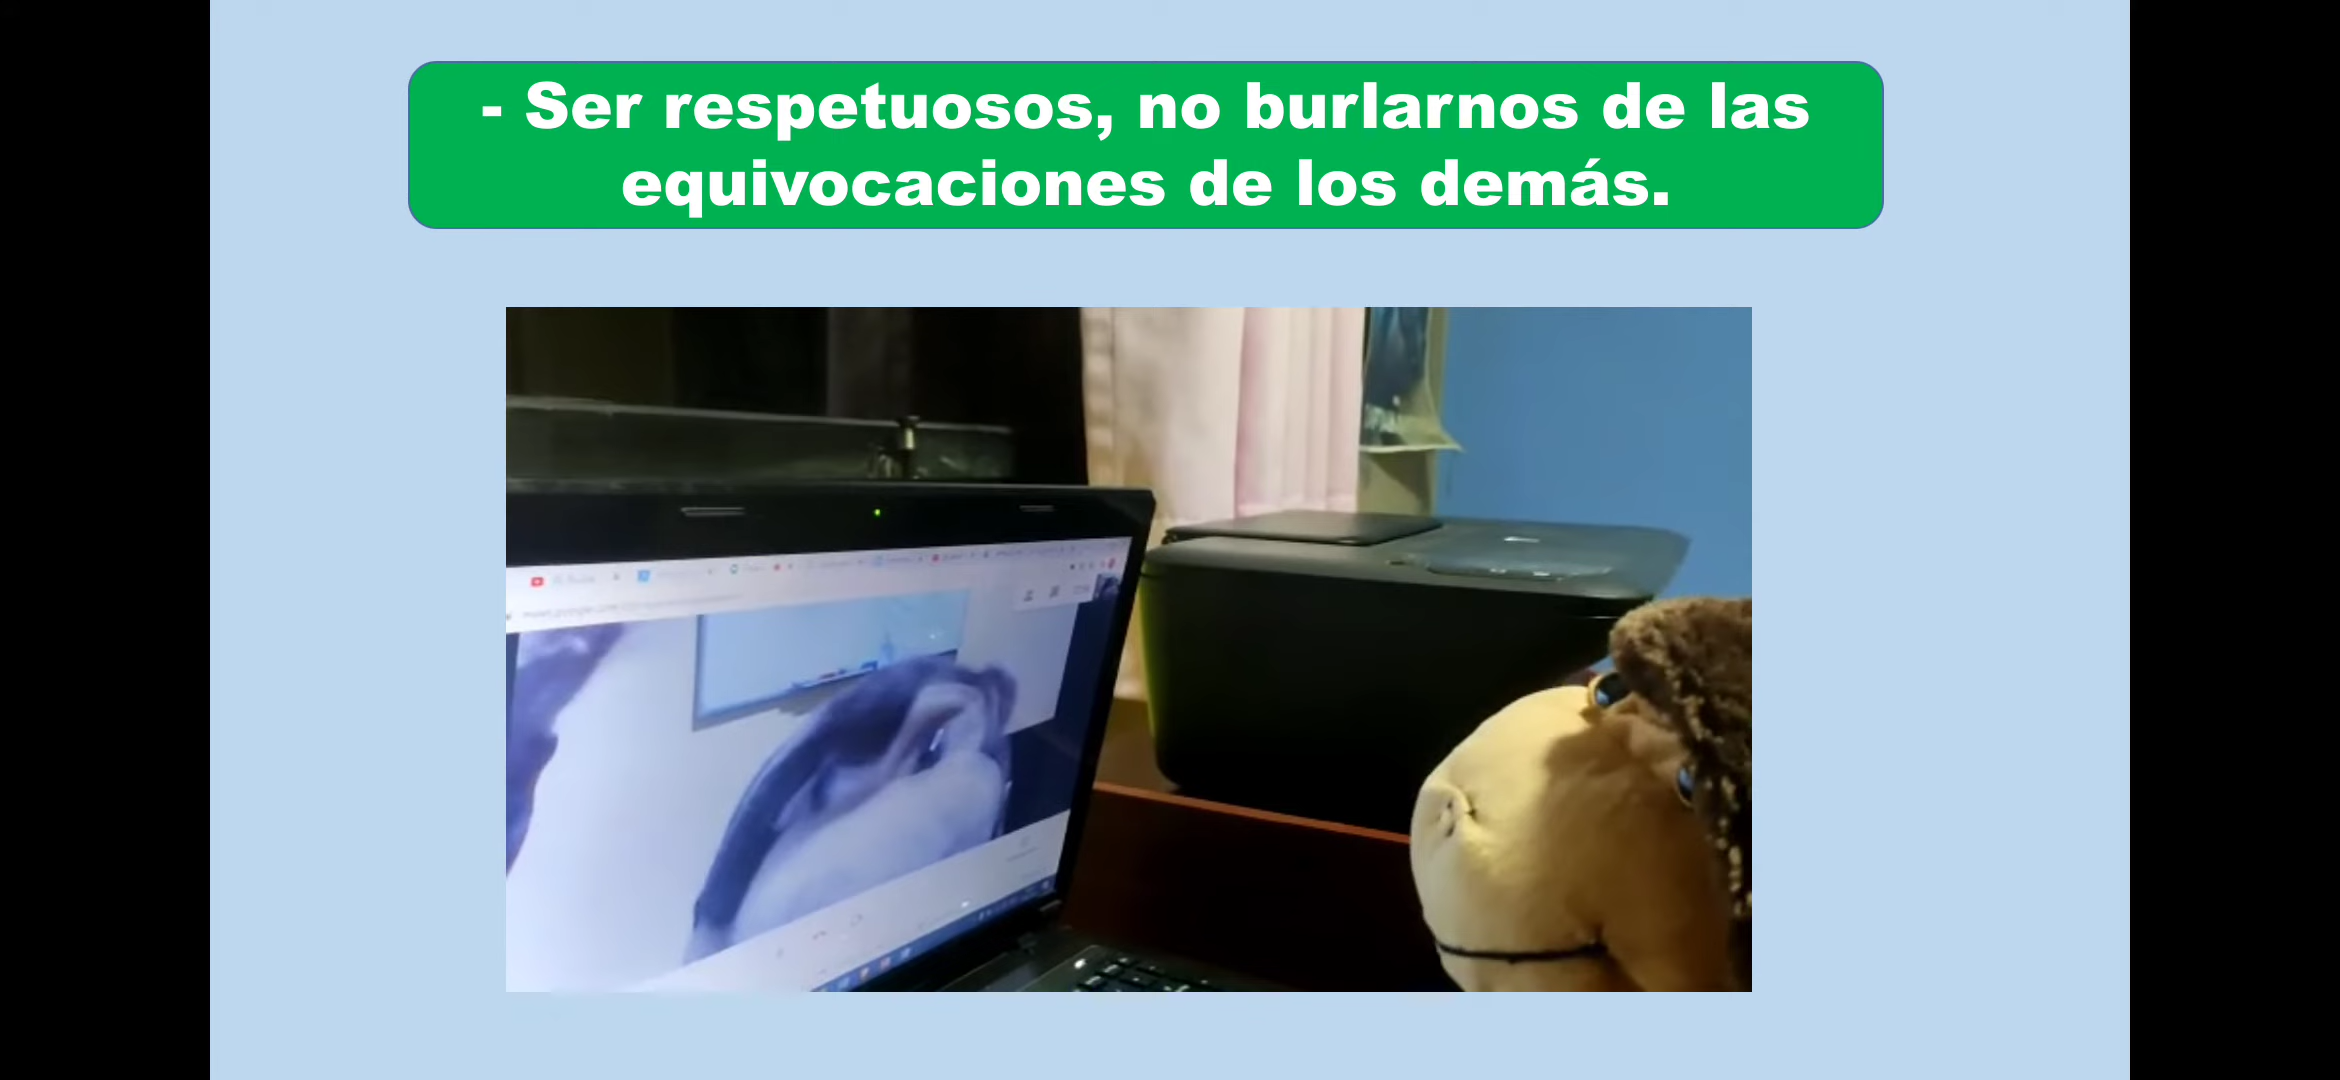 - Ser respetuosos, no burlarnos de las
equivocaciones de los demás.